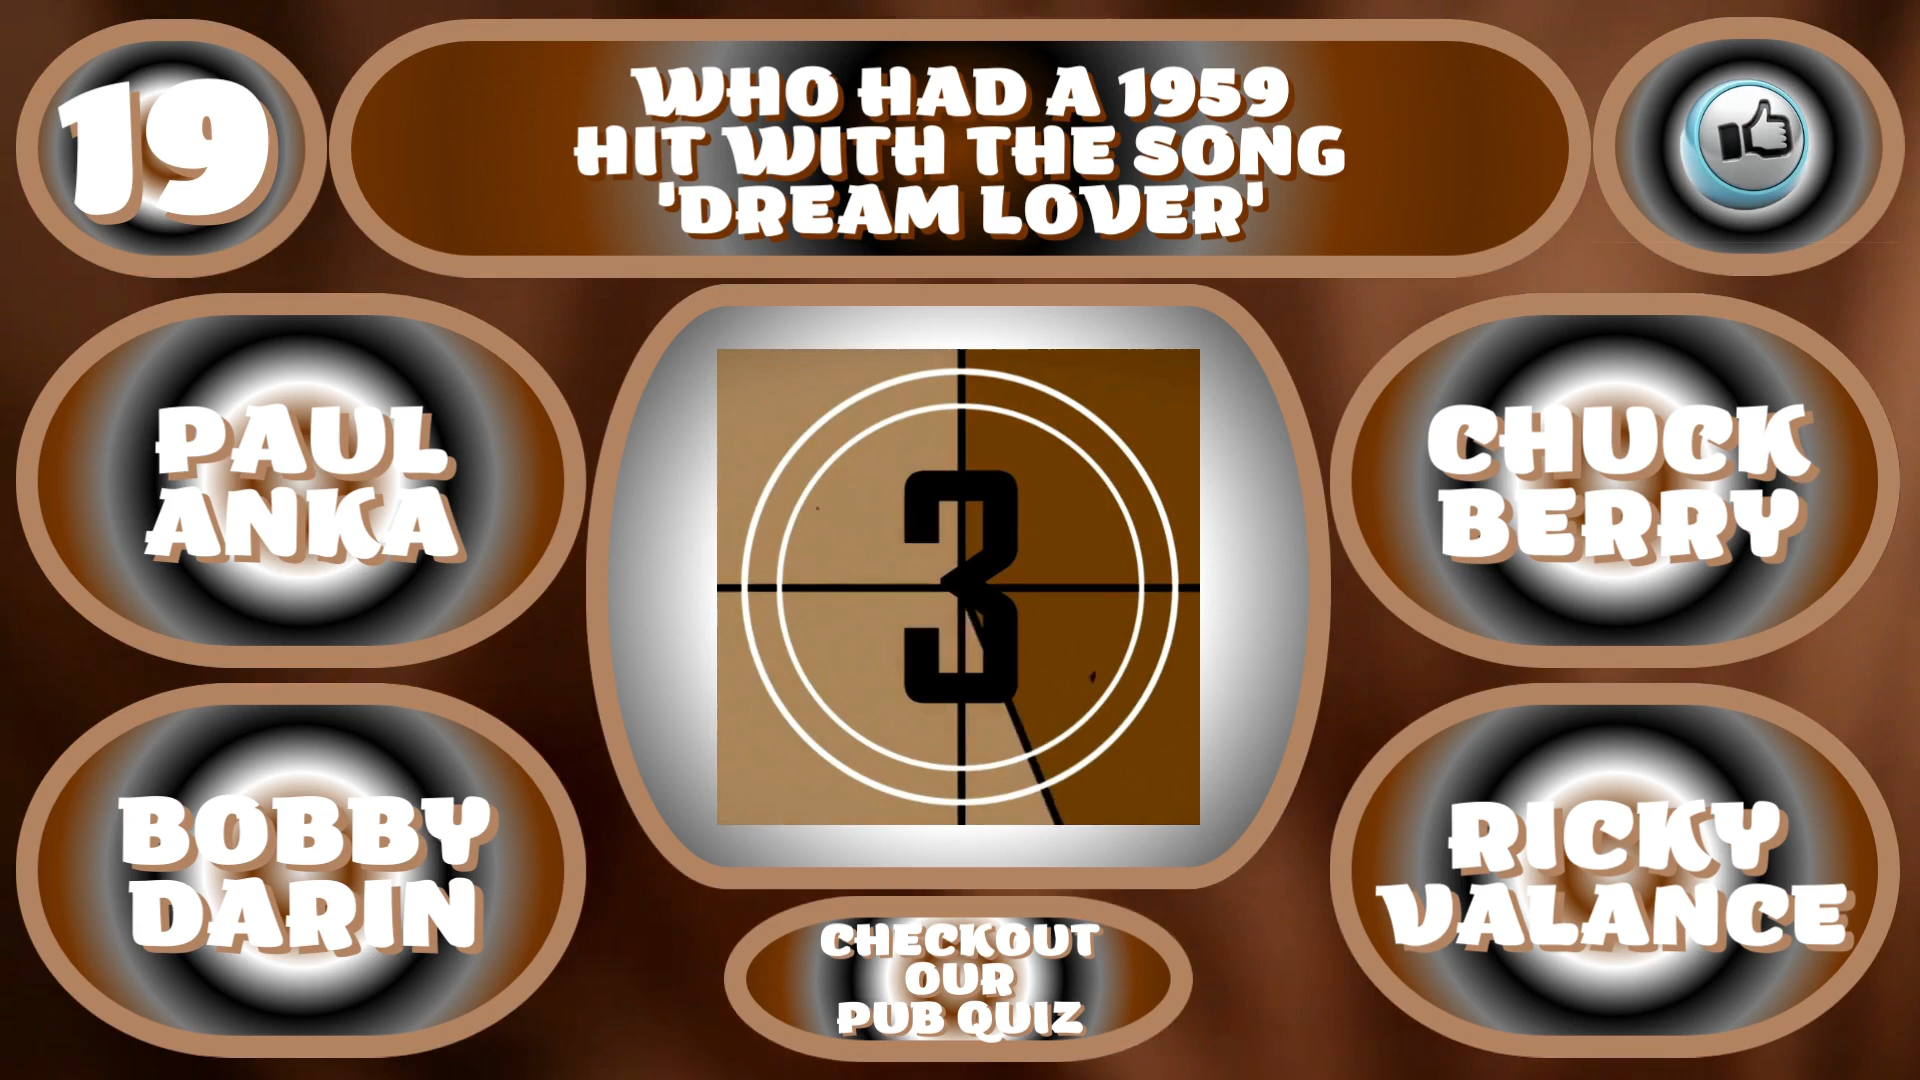 19
WHO HAD A 1959
HIT WITH THE SONG
'DREAM LOVER'
PAUL
ANKA
CHUCK
BERRY
3
BOBBY
DARIN
RICKY
VALANCE
CHECKOUT
OUR
PUB QUIZ